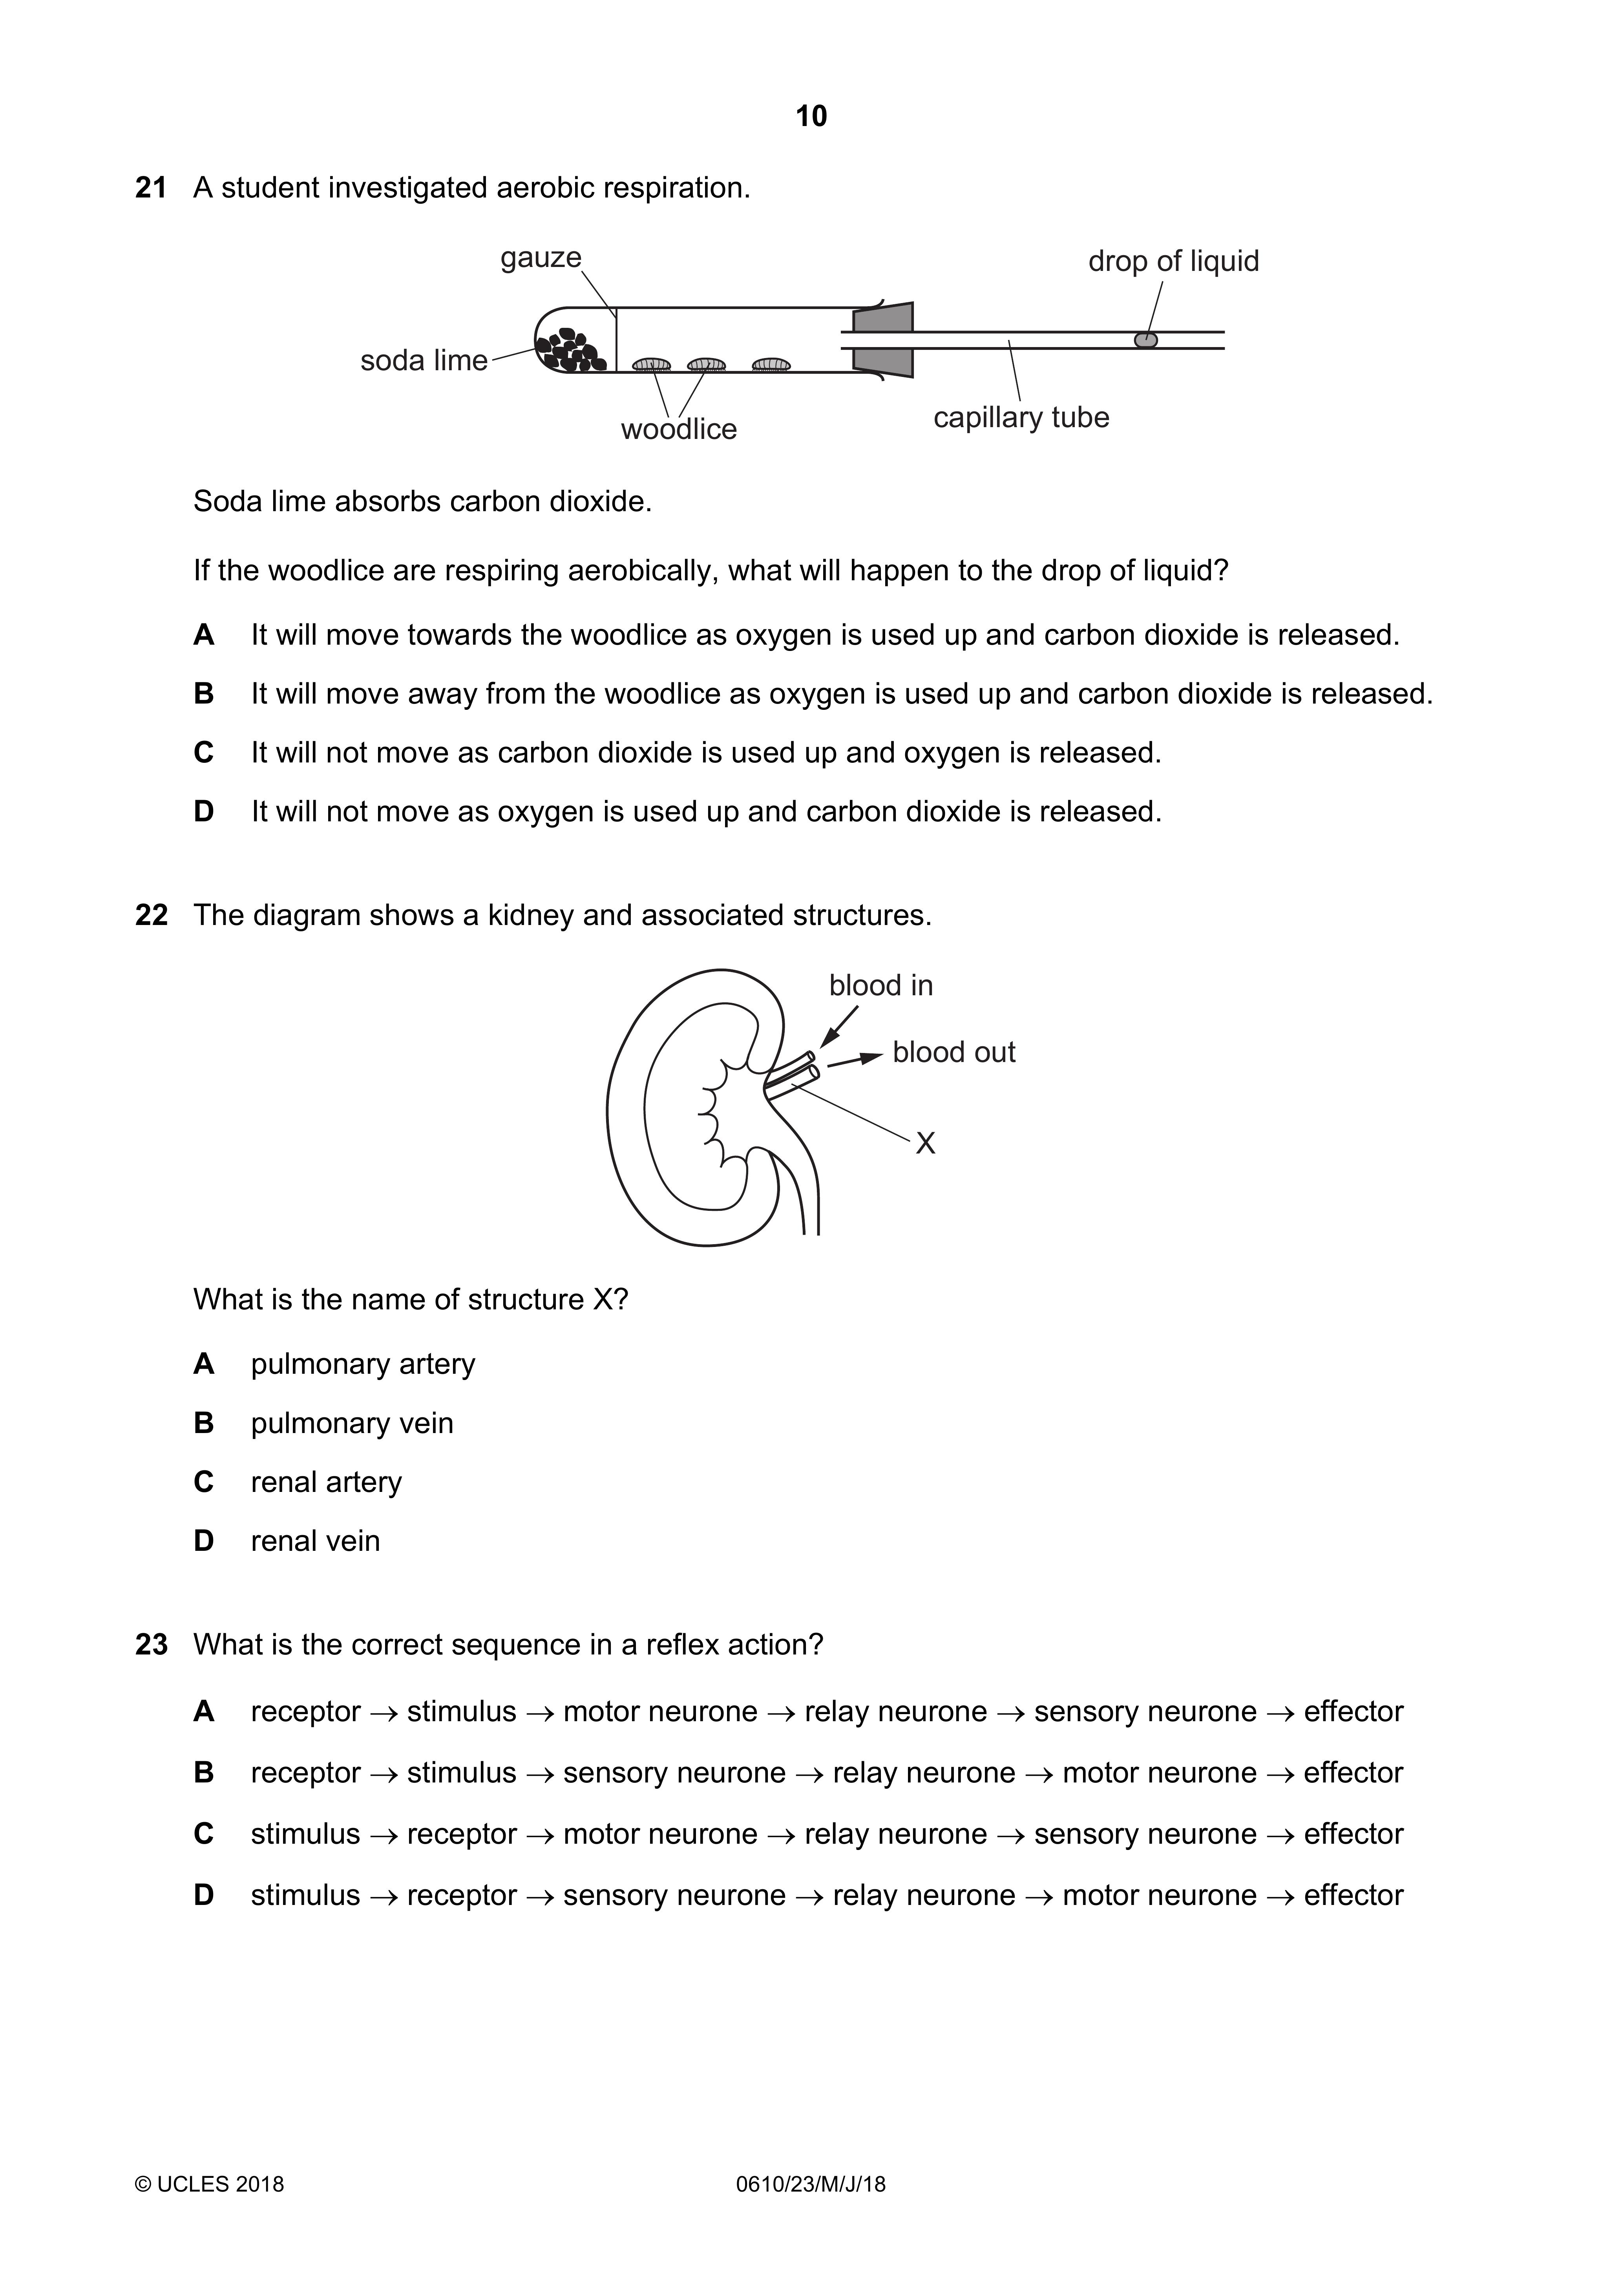 10
21 A student investigated aerobic respiration.
gauze
drop of liquid
soda lime
capillary tube
woodlice
Soda lime absorbs carbon dioxide.
If the woodlice are respiring aerobically, what will happen to the drop of liquid?
A It will move towards the woodlice as oxygen is used up and carbon dioxide is released.
B It will move away from the woodlice as oxygen is used up and carbon dioxide is released.
C It will not move as carbon dioxide is used up and oxygen is released.
D It will not move as oxygen is used up and carbon dioxide is released.
22 The diagram shows a kidney and associated structures.
blood in
blood out
X
What is the name of structure X?
A pulmonary artery
B pulmonary vein
C renal artery
D renal vein
23 What is the correct sequence in a reflex action?
A receptor → stimulus → motor neurone → relay neurone → sensory neurone → effector
B receptor → stimulus → sensory neurone → relay neurone → motor neurone → effector
C stimulus → receptor → motor neurone → relay neurone → sensory neurone → effector
D stimulus → receptor → sensory neurone → relay neurone → motor neurone → effector
© UCLES 2018 0610/23/M/J/18